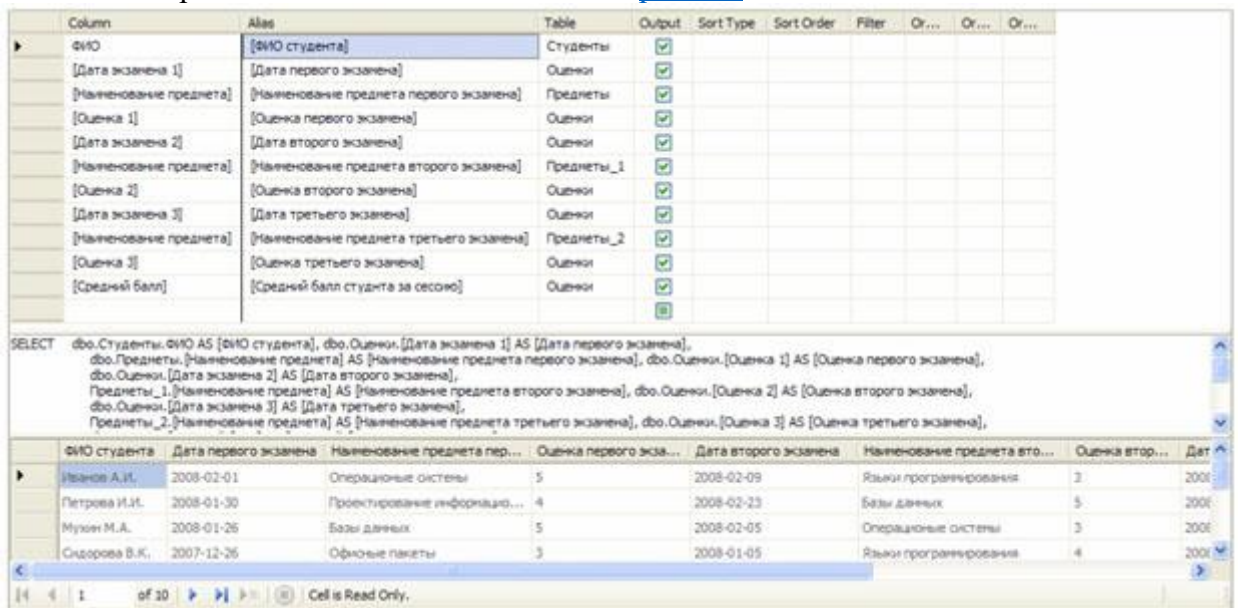 Column Alias Table Output Sort Type Sort Order Filter Or... Or... Or...
ФИО [ФИО студента] Студенты
[Дата экзамена 1] [Дата первого экзамена] Оценки
[Наименование предмета] [Наименование предмета первого экзамена] Предметы
[Оценка 1] [Оценка первого экзамена] Оценки
[Дата экзамена 2] [Дата второго экзамена] Оценки
[Наименование предмета] [Наименование предмета второго экзамена] Предметы_1
[Оценка 2] [Оценка второго экзамена] Оценки
[Дата экзамена 3] [Дата третьего экзамена] Оценки
[Наименование предмета] [Наименование предмета третьего экзамена] Предметы_2
[Оценка 3] [Оценка третьего экзамена] Оценки
[Средний балл] [Средний балл студнта за сессию] Оценки
SELECT dbo.Студенты.ФИО AS [ФИО студента], dbo.Оценки.[Дата экзамена 1] AS [Дата первого экзамена],
dbo.Предметы.[Наименование предмета] AS [Наименование предмета первого экзамена], dbo.Оценки.[Оценка 1] AS [Оценка первого экзамена],
dbo.Оценки.[Дата экзамена 2] AS [Дата второго экзамена],
Предметы_1.[Наименование предмета] AS [Наименование предмета второго экзамена], dbo.Оценки.[Оценка 2] AS [Оценка второго экзамена],
dbo.Оценки.[Дата экзамена 3] AS [Дата третьего экзамена],
Предметы_2.[Наименование предмета] AS [Наименование предмета третьего экзамена], dbo.Оценки.[Оценка 3] AS [Оценка третьего экзамена],
ФИО студента Дата первого экзамена Наименование предмета пер... Оценка первого экза... Дата второго экзамена Наименование предмета вто... Оценка втор... Дат
Иванов А.И. 2008-02-01 Операционые системы 5 2008-02-09 Языки программирования 3 2008
Петрова И.И. 2008-01-30 Проектирование информацио... 4 2008-02-23 Базы данных 5 2008
Мухин М.А. 2008-01-26 Базы данных 5 2008-02-05 Операционые системы 3 2008
Сидорова В.К. 2007-12-26 Офисные пакеты 3 2008-01-05 Языки программирования 4 2008
1 of 10 Cell is Read Only.